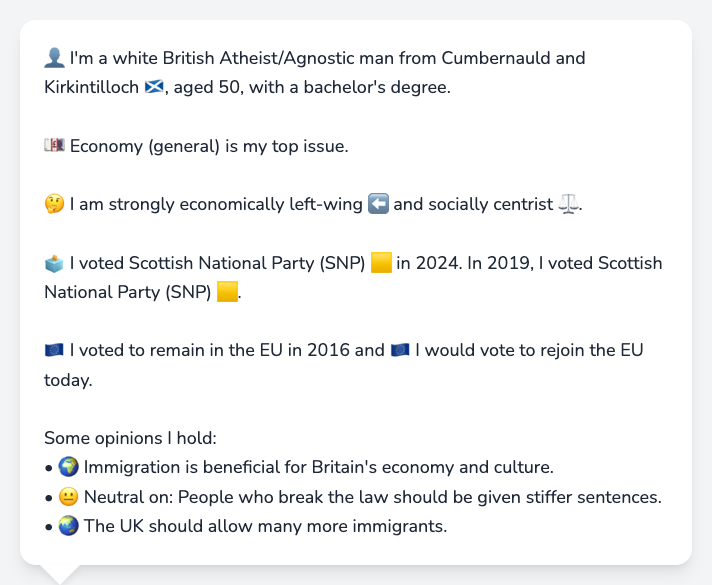 👤 I'm a white British Atheist/Agnostic man from Cumbernauld and
Kirkintilloch 🏴󠁧󠁢󠁳󠁣󠁴󠁿, aged 50, with a bachelor's degree.
💷 Economy (general) is my top issue.
🤔 I am strongly economically left-wing ⬅️ and socially centrist ⚖️.
🗳️ I voted Scottish National Party (SNP) 🟨 in 2024. In 2019, I voted Scottish
National Party (SNP) 🟨.
🇪🇺 I voted to remain in the EU in 2016 and 🇪🇺 I would vote to rejoin the EU
today.
Some opinions I hold:
• 🌍 Immigration is beneficial for Britain's economy and culture.
• 😐 Neutral on: People who break the law should be given stiffer sentences.
• 🌏 The UK should allow many more immigrants.